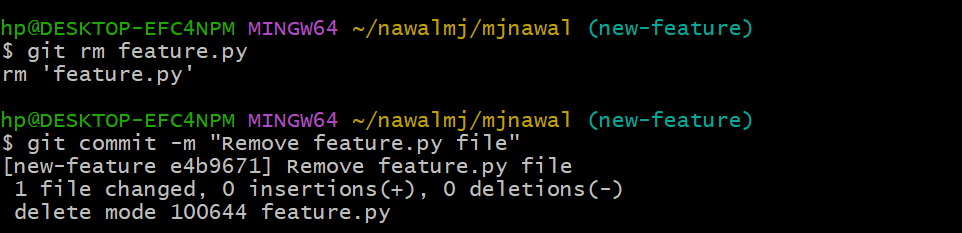 hp@DESKTOP-EFC4NPM MINGW64 ~/nawalmj/mjnawal (new-feature)
$ git rm feature.py
rm 'feature.py'
hp@DESKTOP-EFC4NPM MINGW64 ~/nawalmj/mjnawal (new-feature)
$ git commit -m "Remove feature.py file"
[new-feature e4b9671] Remove feature.py file
 1 file changed, 0 insertions(+), 0 deletions(-)
 delete mode 100644 feature.py